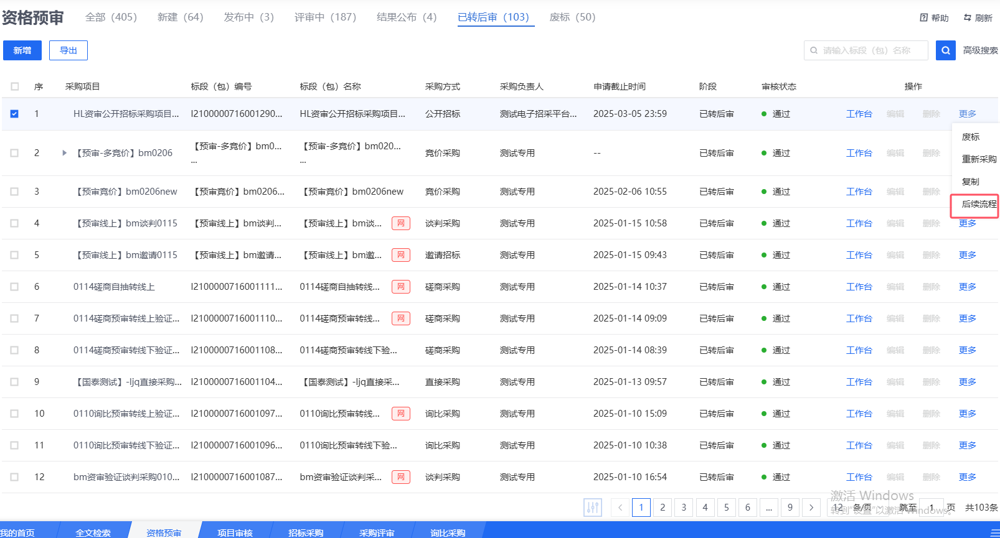 资格预审 全部（405） 新建（64） 发布中（3） 评审中（187） 结果公布（4） 已转后审（103） 废标（50） 帮助 刷新
新增 导出 请输入标段（包）名称 高级搜索
序 采购项目 标段（包）编号 标段（包）名称 采购方式 采购负责人 申请截止时间 阶段 审核状态 操作
1 HL资审公开招标采购项目... I2100000716001290... HL资审公开招标采购项目... 公开招标 测试电子招采平台... 2025-03-05 23:59 已转后审 通过 工作台 编辑 删除 更多
废标
重新采购
复制
后续流程
2 【预审-多竞价】bm0206 【预审-多竞价】bm0... ... 【预审-多竞价】bm020... ... 竞价采购 测试专用 -- 已转后审 通过 工作台 编辑 删除
3 【预审竞价】bm0206new 【预审竞价】bm0206... 【预审竞价】bm0206new 竞价采购 测试专用 2025-02-06 10:55 已转后审 通过 工作台 编辑 删除
4 【预审线上】bm谈判0115 【预审线上】bm谈判... 【预审线上】bm谈... 网 谈判采购 测试专用 2025-01-15 10:58 已转后审 通过 工作台 编辑 删除 更多
5 【预审线上】bm邀请0115 【预审线上】bm邀请... 【预审线上】bm邀... 网 邀请招标 测试专用 2025-01-15 09:43 已转后审 通过 工作台 编辑 删除 更多
6 0114磋商自抽转线上 I2100000716001111... 0114磋商自抽转线... 网 磋商采购 测试专用 2025-01-14 10:37 已转后审 通过 工作台 编辑 删除 更多
7 0114磋商预审转线上验证... I2100000716001110... 0114磋商预审转线... 网 磋商采购 测试专用 2025-01-14 09:09 已转后审 通过 工作台 编辑 删除 更多
8 0114磋商预审转线下验证... I2100000716001108... 0114磋商预审转线下验... 磋商采购 测试专用 2025-01-14 08:39 已转后审 通过 工作台 编辑 删除 更多
9 【国泰测试】-ljq直接采购... I2100000716001104... 【国泰测试】-ljq直接采... 直接采购 测试专用 2025-01-13 09:57 已转后审 通过 工作台 编辑 删除 更多
10 0110询比预审转线上验证... I2100000716001097... 0110询比预审转线... 网 询比采购 测试专用 2025-01-10 15:09 已转后审 通过 工作台 编辑 删除 更多
11 0110询比预审转线下验证... I2100000716001096... 0110询比预审转线下验... 询比采购 测试专用 2025-01-10 10:38 已转后审 通过 工作台 编辑 删除 更多
12 bm资审验证谈判采购010... I2100000716001087... bm资审验证谈判采... 网 谈判采购 测试专用 2025-01-10 16:54 已转后审 通过 工作台 编辑 删除 更多
激活 Windows
转到"设置"以激活 Windows。
1 2 3 4 5 6 ... 9 12 条/页 跳至 1 页 共103条
我的首页 全文检索 资格预审 项目审核 招标采购 采购评审 询比采购